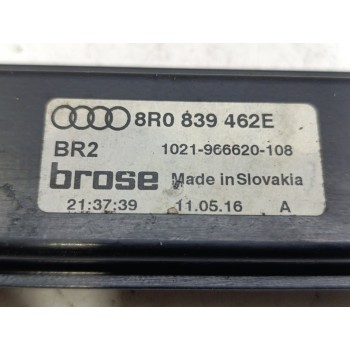 8R0 839 462E
BR2 1021-966620-108
brose Made in Slovakia
21:37:39 11.05.16 A